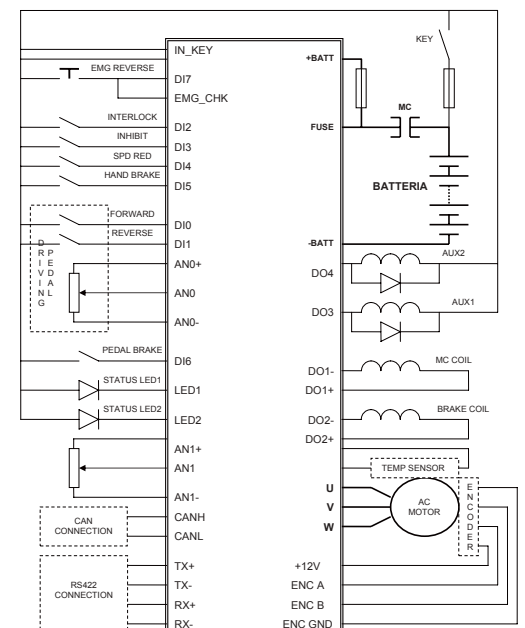 IN_KEY
EMG REVERSE
DI7
EMG_CHK
INTERLOCK
DI2
INHIBIT
DI3
SPD RED
DI4
HAND BRAKE
DI5
FORWARD
DI0
REVERSE
DI1
DRIVING
PEDAL
AN0+
AN0
AN0-
PEDAL BRAKE
DI6
STATUS LED1
LED1
STATUS LED2
LED2
AN1+
AN1
AN1-
CAN
CONNECTION
CANH
CANL
RS422
CONNECTION
TX+
TX-
RX+
RX-
KEY
+BATT
MC
FUSE
BATTERIA
-BATT
AUX2
DO4
AUX1
DO3
MC COIL
DO1-
DO1+
BRAKE COIL
DO2-
DO2+
TEMP SENSOR
U
V
W
AC
MOTOR
ENCODER
+12V
ENC A
ENC B
ENC GND